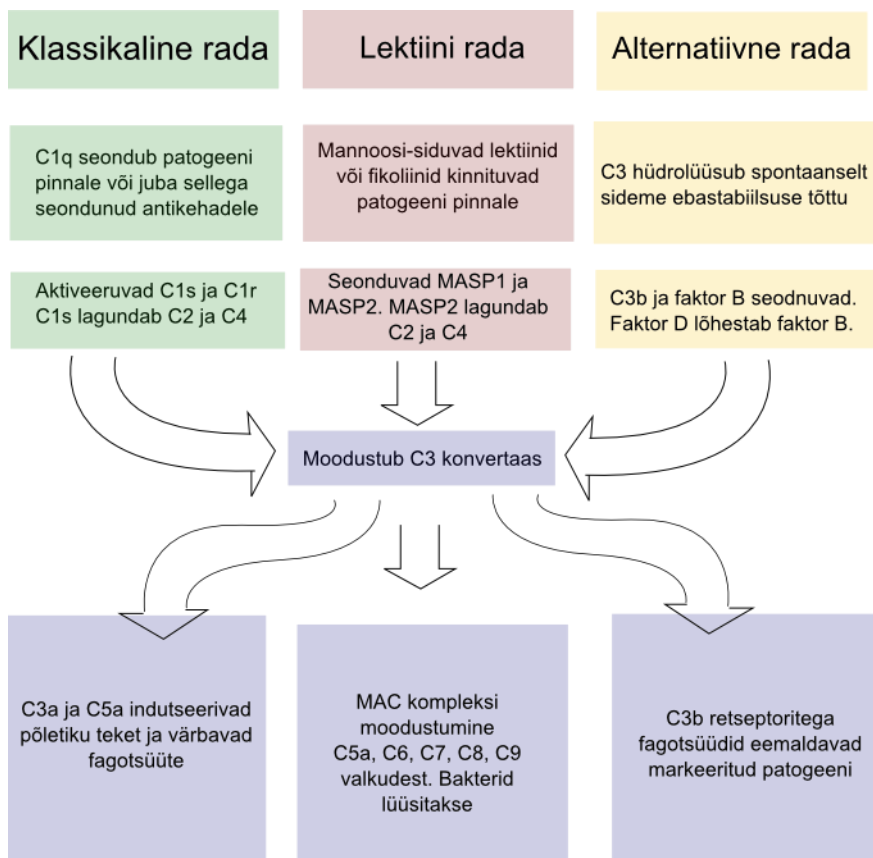 Klassikaline rada
Lektiini rada
Alternatiivne rada
C1q seondub patogeeni
pinnale või juba sellega
seondunud antikehadele
Mannoosi-siduvad lektiinid
või fikoliinid kinnituvad
patogeeni pinnale
C3 hüdrolüüsub spontaanselt
sideme ebastabiilsuse tõttu
Aktiveeruvad C1s ja C1r
C1s lagundab C2 ja C4
Seonduvad MASP1 ja
MASP2. MASP2 lagundab
C2 ja C4
C3b ja faktor B seodnuvad.
Faktor D lõhestab faktor B.
Moodustub C3 konvertaas
C3a ja C5a indutseerivad
põletiku teket ja värbavad
fagotsüüte
MAC kompleksi
moodustumine
C5a, C6, C7, C8, C9
valkudest. Bakterid
lüüsitakse
C3b retseptoritega
fagotsüüdid eemaldavad
markeeritud patogeeni